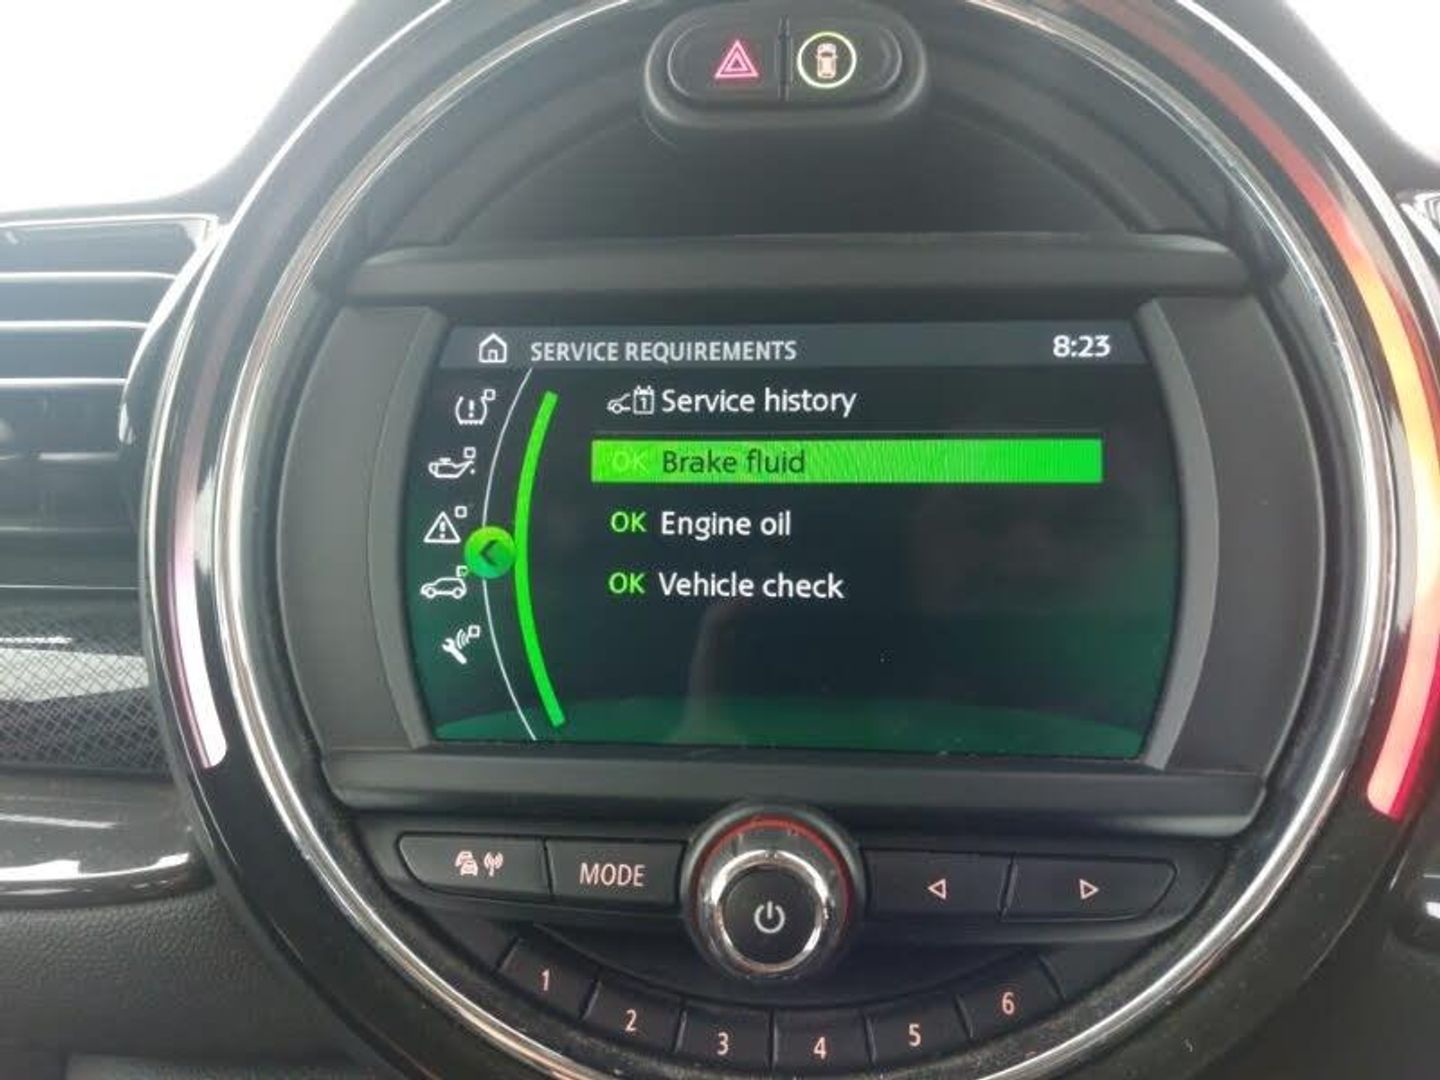 SERVICE REQUIREMENTS 8:23
1 Service history
OK Brake fluid
OK Engine oil
OK Vehicle check
MODE
1
2
3
4
5
6